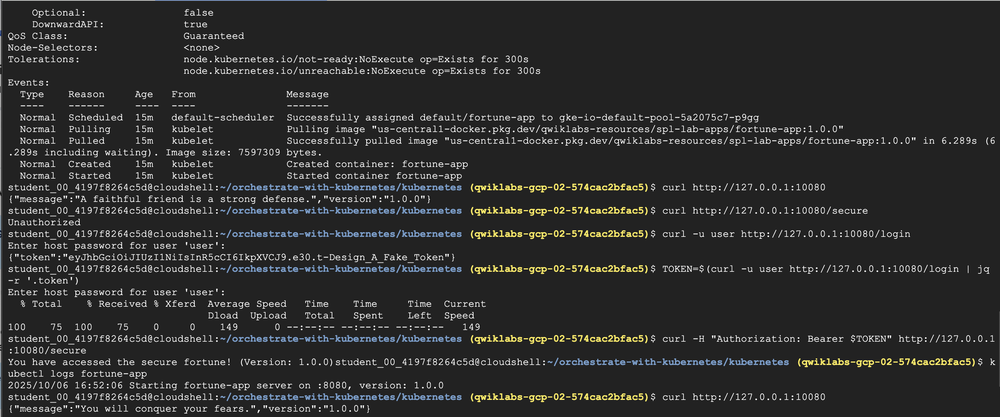 Optional: false
DownwardAPI: true
QoS Class: Guaranteed
Node-Selectors: <none>
Tolerations: node.kubernetes.io/not-ready:NoExecute op=Exists for 300s
node.kubernetes.io/unreachable:NoExecute op=Exists for 300s
Events:
Type Reason Age From Message
---- ------ ---- ---- -------
Normal Scheduled 15m default-scheduler Successfully assigned default/fortune-app to gke-io-default-pool-5a2075c7-p9gg
Normal Pulling 15m kubelet Pulling image "us-central1-docker.pkg.dev/qwiklabs-resources/spl-lab-apps/fortune-app:1.0.0"
Normal Pulled 15m kubelet Successfully pulled image "us-central1-docker.pkg.dev/qwiklabs-resources/spl-lab-apps/fortune-app:1.0.0" in 6.289s (6
.289s including waiting). Image size: 7597309 bytes.
Normal Created 15m kubelet Created container: fortune-app
Normal Started 15m kubelet Started container fortune-app
student_00_4197f8264c5d@cloudshell:~/orchestrate-with-kubernetes/kubernetes (qwiklabs-gcp-02-574cac2bfac5)$ curl http://127.0.0.1:10080
{"message":"A faithful friend is a strong defense.","version":"1.0.0"}
student_00_4197f8264c5d@cloudshell:~/orchestrate-with-kubernetes/kubernetes (qwiklabs-gcp-02-574cac2bfac5)$ curl http://127.0.0.1:10080/secure
Unauthorized
student_00_4197f8264c5d@cloudshell:~/orchestrate-with-kubernetes/kubernetes (qwiklabs-gcp-02-574cac2bfac5)$ curl -u user http://127.0.0.1:10080/login
Enter host password for user 'user':
{"token":"eyJhbGciOiJIUzI1NiIsInR5cCI6IkpXVCJ9.e30.t-Design_A_Fake_Token"}
student_00_4197f8264c5d@cloudshell:~/orchestrate-with-kubernetes/kubernetes (qwiklabs-gcp-02-574cac2bfac5)$ TOKEN=$(curl -u user http://127.0.0.1:10080/login | jq
-r '.token')
Enter host password for user 'user':
% Total % Received % Xferd Average Speed Time Time Time Current
Dload Upload Total Spent Left Speed
100 75 100 75 0 0 149 0 --:--:-- --:--:-- --:--:-- 149
student_00_4197f8264c5d@cloudshell:~/orchestrate-with-kubernetes/kubernetes (qwiklabs-gcp-02-574cac2bfac5)$ curl -H "Authorization: Bearer $TOKEN" http://127.0.0.1
:10080/secure
You have accessed the secure fortune! (Version: 1.0.0)student_00_4197f8264c5d@cloudshell:~/orchestrate-with-kubernetes/kubernetes (qwiklabs-gcp-02-574cac2bfac5)$ k
ubectl logs fortune-app
2025/10/06 16:52:06 Starting fortune-app server on :8080, version: 1.0.0
student_00_4197f8264c5d@cloudshell:~/orchestrate-with-kubernetes/kubernetes (qwiklabs-gcp-02-574cac2bfac5)$ curl http://127.0.0.1:10080
{"message":"You will conquer your fears.","version":"1.0.0"}